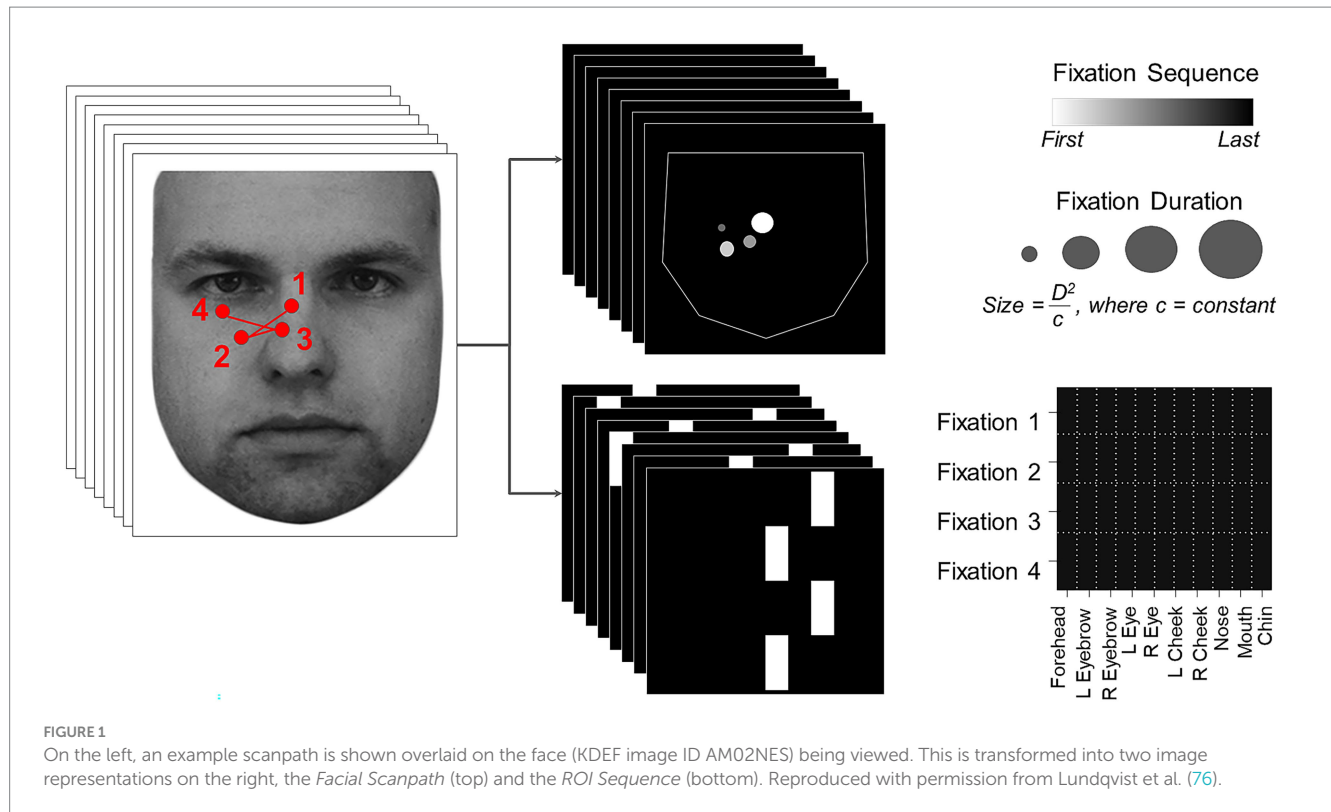 1
4
3
2
Fixation Sequence
First Last
Fixation Duration
Size = D²/c, where c = constant
Fixation 1
Fixation 2
Fixation 3
Fixation 4
Forehead
L Eyebrow
R Eyebrow
L Eye
R Eye
L Cheek
R Cheek
Nose
Mouth
Chin
FIGURE 1
On the left, an example scanpath is shown overlaid on the face (KDEF image ID AM02NES) being viewed. This is transformed into two image
representations on the right, the Facial Scanpath (top) and the ROI Sequence (bottom). Reproduced with permission from Lundqvist et al. (76).